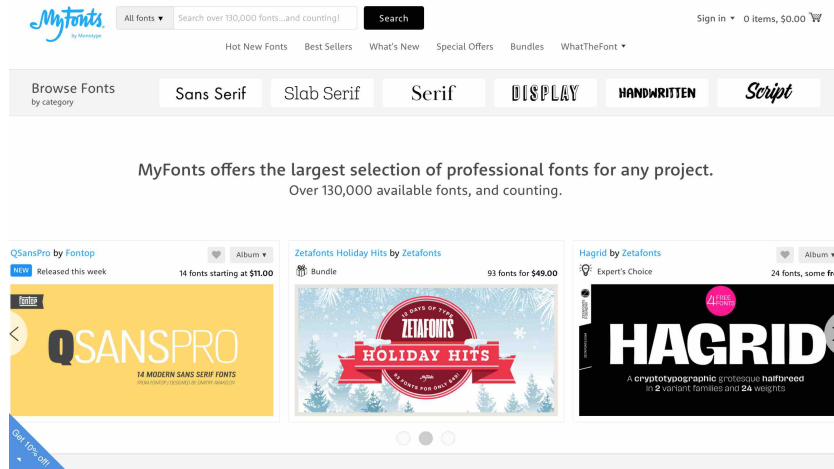 MyFonts
by Monotype
All fonts ▼
Search over 130,000 fonts...and counting!
Search
Sign in ▼
0 items, $0.00
Hot New Fonts
Best Sellers
What's New
Special Offers
Bundles
WhatTheFont ▼
Browse Fonts
by category
Sans Serif
Slab Serif
Serif
DISPLAY
HANDWRITTEN
Script
MyFonts offers the largest selection of professional fonts for any project.
Over 130,000 available fonts, and counting.
QSansPro by Fontop
Album ▼
NEW Released this week
14 fonts starting at $11.00
fontop
QSANSPRO
14 MODERN SANS SERIF FONTS
Zetafonts Holiday Hits by Zetafonts
Bundle
93 fonts for $49.00
12 DAYS OF TYPE
ZETAFONTS
HOLIDAY HITS
93 FONTS FOR ONLY $49!
Hagrid by Zetafonts
Album
Expert's Choice
24 fonts, some fr
4 FREE
FONTS
HAGRID
A cryptotypographic grotesque halfbreed
in 2 variant families and 24 weights
Get 10% off!